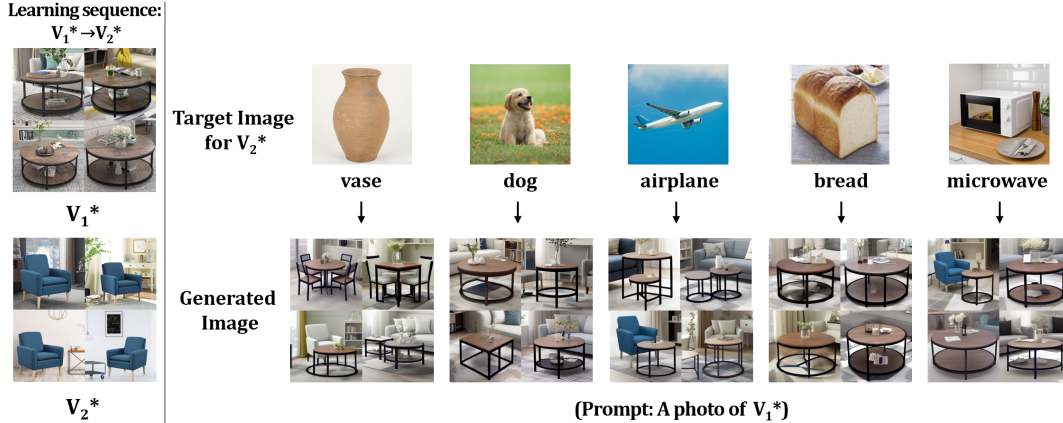 Learning sequence:
V₁* → V₂*
V₁*
V₂*
Target Image
for V₂*
vase
dog
airplane
bread
microwave
Generated
Image
(Prompt: A photo of V₁*)